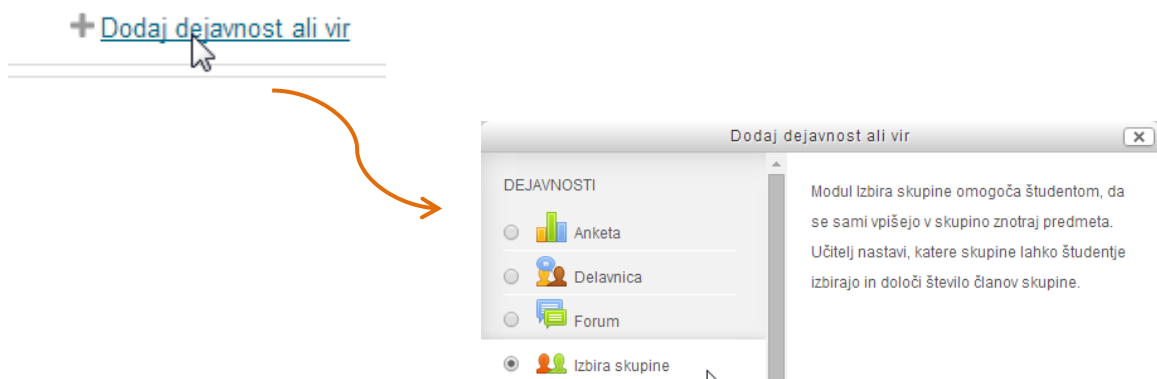 Dodaj dejavnost ali vir
Dodaj dejavnost ali vir
DEJAVNOSTI
Anketa
Delavnica
Forum
Izbira skupine
Modul Izbira skupine omogoča študentom, da
se sami vpišejo v skupino znotraj predmeta.
Učitelj nastavi, katere skupine lahko študentje
izbirajo in določi število članov skupine.